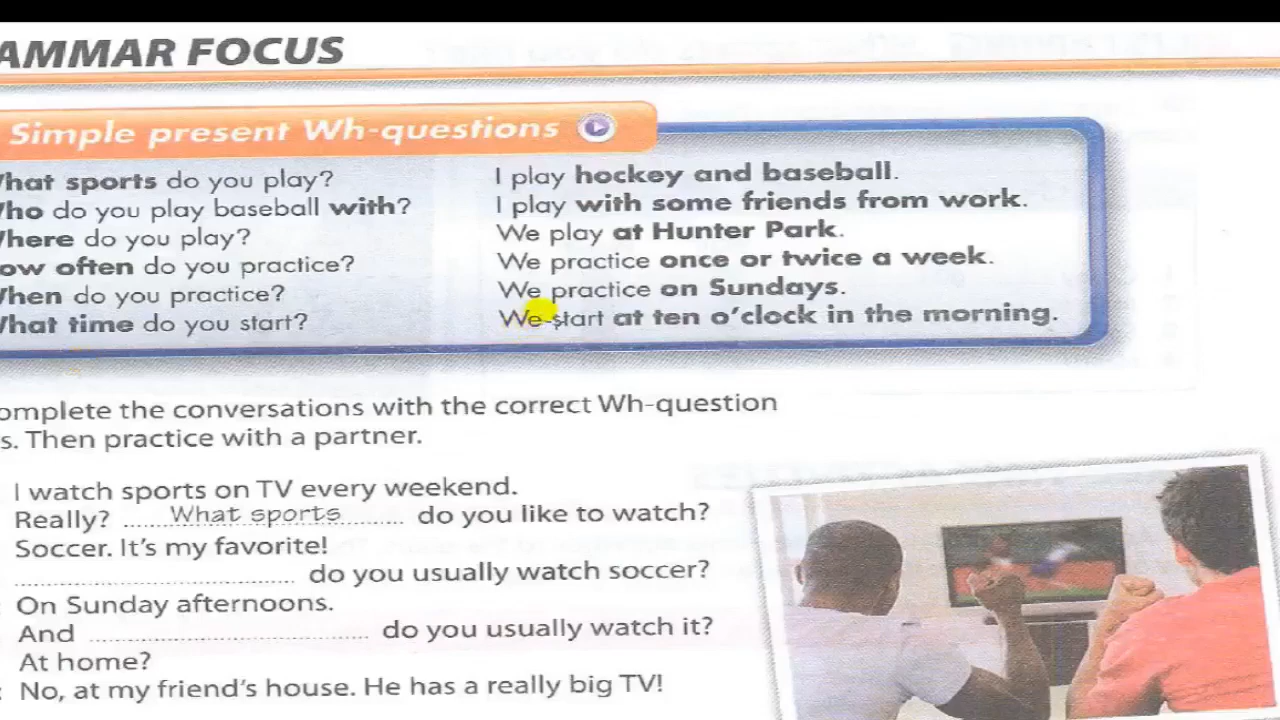 AMMAR FOCUS
Simple present Wh-questions
hat sports do you play?
I play hockey and baseball.
ho do you play baseball with?
I play with some friends from work.
here do you play?
We play at Hunter Park.
ow often do you practice?
We practice once or twice a week.
hen do you practice?
We practice on Sundays.
hat time do you start?
We start at ten o'clock in the morning.
omplete the conversations with the correct Wh-question
s. Then practice with a partner.
I watch sports on TV every weekend.
Really? What sports do you like to watch?
Soccer. It's my favorite!
do you usually watch soccer?
On Sunday afternoons.
And do you usually watch it?
At home?
No, at my friend's house. He has a really big TV!